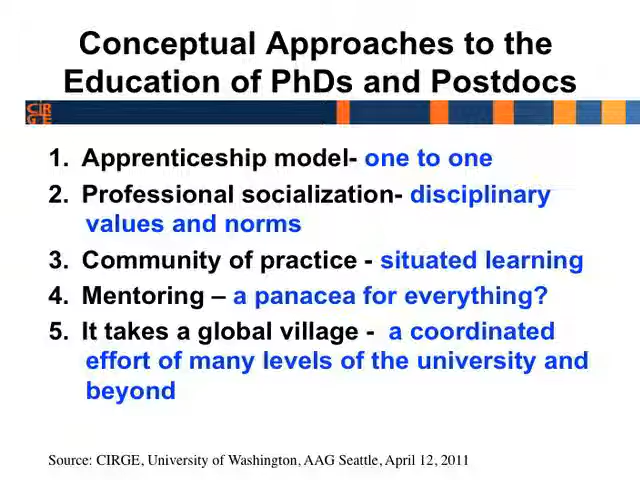 Conceptual Approaches to the
Education of PhDs and Postdocs
CIR
GE
1. Apprenticeship model- one to one
2. Professional socialization- disciplinary
values and norms
3. Community of practice - situated learning
4. Mentoring – a panacea for everything?
5. It takes a global village - a coordinated
effort of many levels of the university and
beyond
Source: CIRGE, University of Washington, AAG Seattle, April 12, 2011